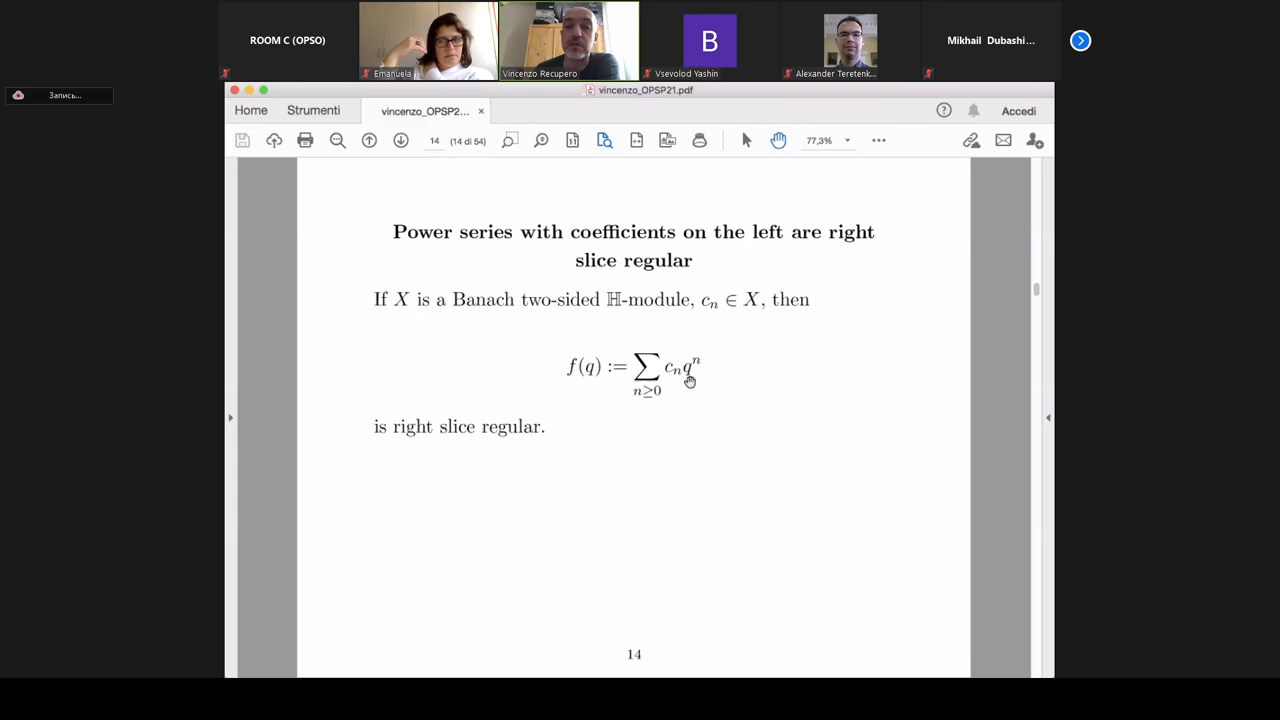 ROOM C (OPSO)
Emanuela
Vincenzo Recupero
B
Vsevolod Yashin
Alexander Teretenk...
Mikhail Dubashi...
Запись...
vincenzo_OPSP21.pdf
Home Strumenti vincenzo_OPSP2... × Accedi
14 (14 di 54) 77,3%
Power series with coefficients on the left are right
slice regular
If X is a Banach two-sided ℍ-module, cₙ ∈ X, then
f(q) := ∑ₙ≥₀ cₙqⁿ
is right slice regular.
14